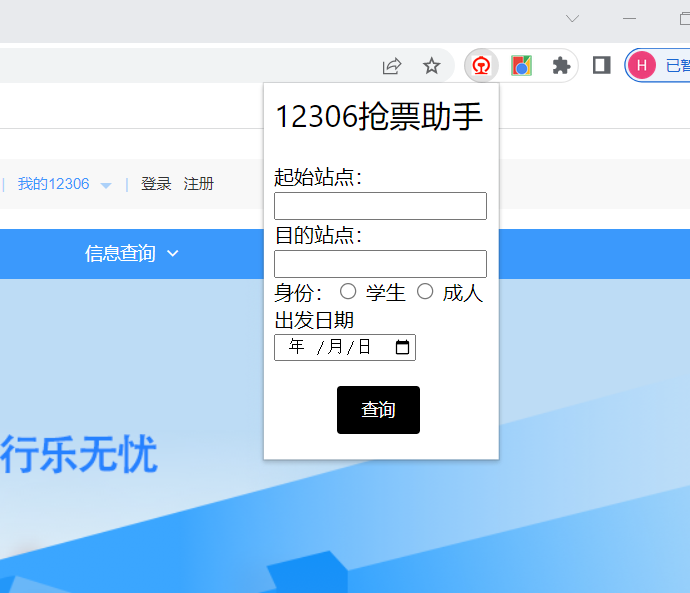 H 已暂
12306抢票助手
| 我的12306 | 登录 注册
起始站点：
信息查询
目的站点：
身份： 学生 成人
出发日期
年 /月/日
查询
行乐无忧